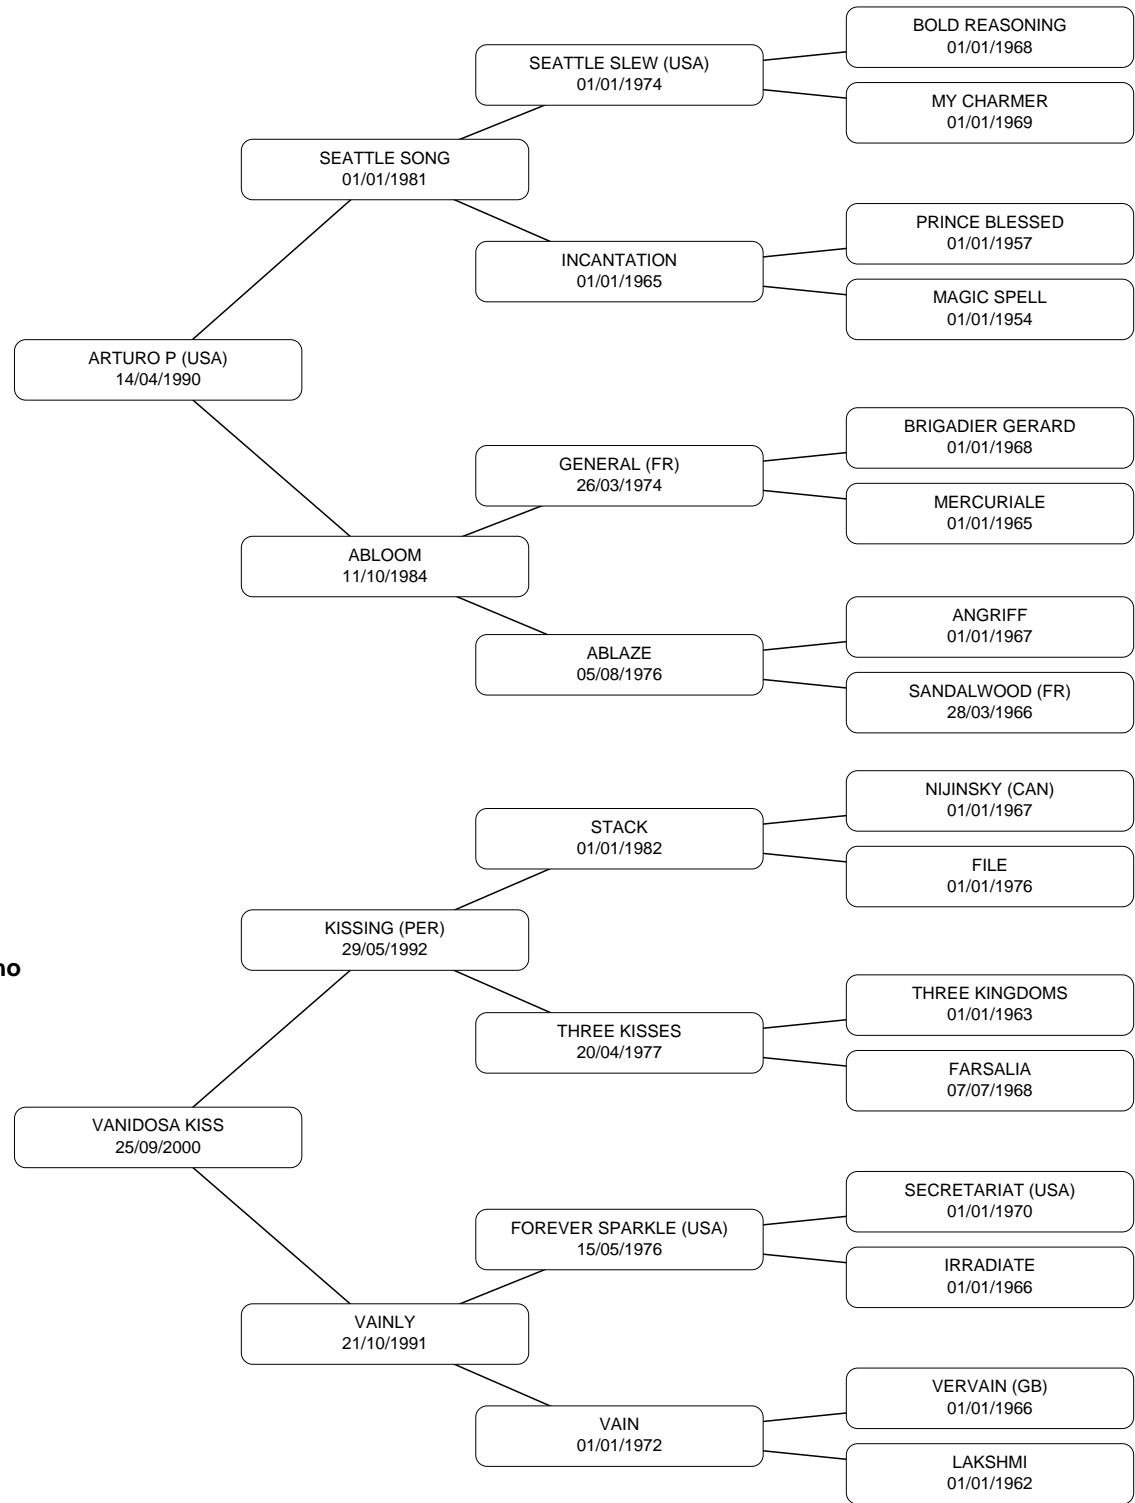 BOLD REASONING
01/01/1968
SEATTLE SLEW (USA)
01/01/1974
MY CHARMER
01/01/1969
SEATTLE SONG
01/01/1981
PRINCE BLESSED
01/01/1957
INCANTATION
01/01/1965
MAGIC SPELL
01/01/1954
ARTURO P (USA)
14/04/1990
BRIGADIER GERARD
01/01/1968
GENERAL (FR)
26/03/1974
MERCURIALE
01/01/1965
ABLOOM
11/10/1984
ANGRIFF
01/01/1967
ABLAZE
05/08/1976
SANDALWOOD (FR)
28/03/1966
NIJINSKY (CAN)
01/01/1967
STACK
01/01/1982
FILE
01/01/1976
KISSING (PER)
29/05/1992
no
THREE KINGDOMS
01/01/1963
THREE KISSES
20/04/1977
FARSALIA
07/07/1968
VANIDOSA KISS
25/09/2000
SECRETARIAT (USA)
01/01/1970
FOREVER SPARKLE (USA)
15/05/1976
IRRADIATE
01/01/1966
VAINLY
21/10/1991
VERVAIN (GB)
01/01/1966
VAIN
01/01/1972
LAKSHMI
01/01/1962